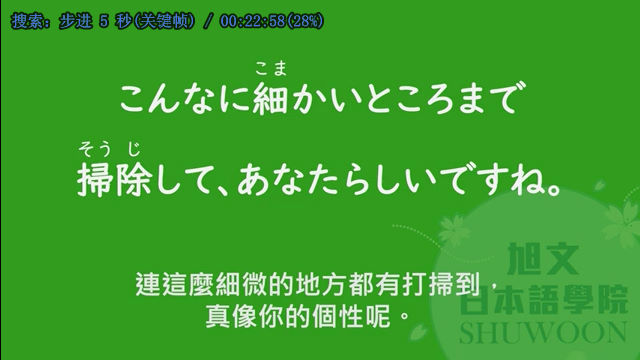 搜索: 步进 5 秒(关键帧) / 00:22:58(28%)
こま
こんなに細かいところまで
そうじ
掃除して、あなたらしいですね。
連這麼細微的地方都有打掃到，
真像你的個性呢。
旭文
日本語學院
SHUWOON